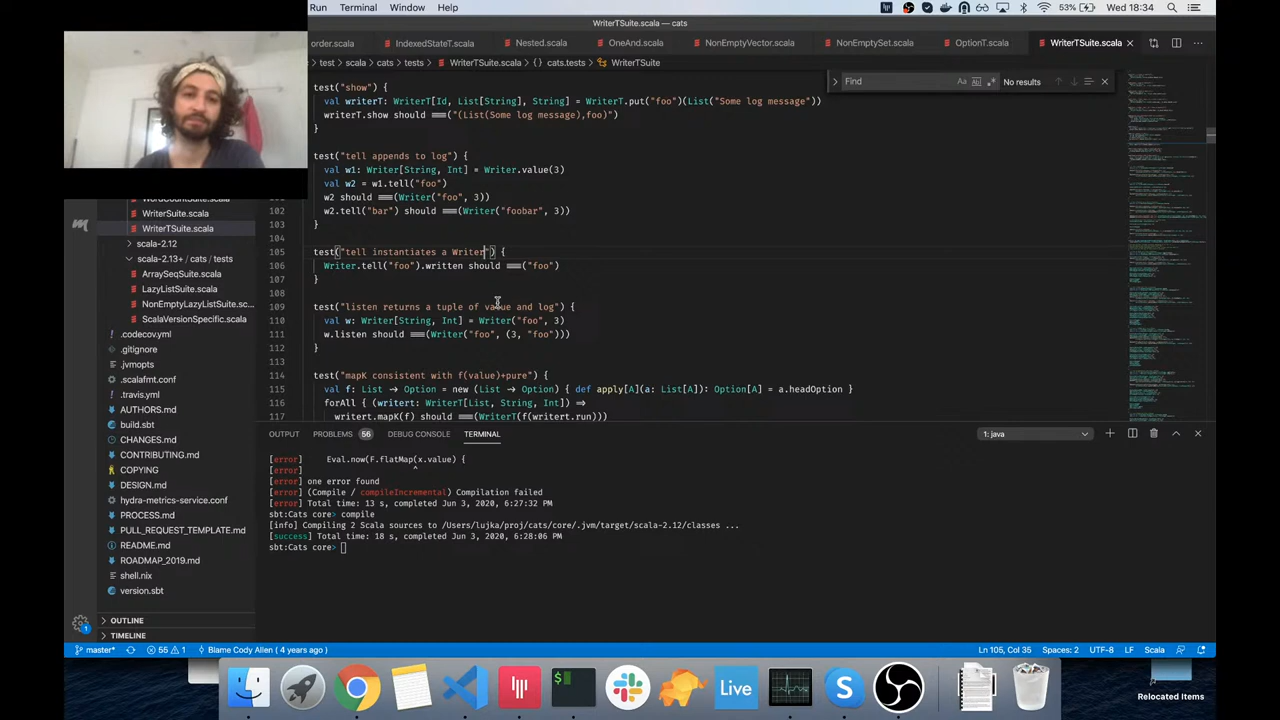 Run Terminal Window Help
53% Wed 18:34
WriterTSuite.scala — cats
order.scala IndexedStateT.scala Nested.scala OneAnd.scala NonEmptyVector.scala NonEmptySet.scala OptionT.scala WriterTSuite.scala
test › scala › cats › tests › WriterTSuite.scala › {} cats.tests › WriterTSuite
Find Aa Ab| .* No results
test("show") {
val writerT: WriterT[Id, List[String], String] = WriterT.put("foo")(List("Some log message"))
writerT.show should === ("(List(Some log message),foo)")
}
test("tell appends to log") {
val w1: Writer[String, Int] = Writer.value(3)
val w2 = w1.tell("foo")
w2 should ===(Writer("foo", 3))
102 w2.tell("bar") should ===(Writer("foobar", 3))
103 }
104
105 test("tell instantiates a Writer") {
106 Writer.tell("foo").written should ===("foo")
107 }
108
109 test("listen returns a tuple of value and log") {
110 val w: Writer[String, Int] = Writer("foo", 3)
111 w.listen should ===(Writer("foo", (3, "foo")))
112 }
113
114 test("mapK consistent with f(value)+pure") {
115 val f: List ~> Option = new (List ~> Option) { def apply[A](a: List[A]): Option[A] = a.headOption }
116 forAll { (writert: WriterT[List, String, Int]) =>
117 writert.mapK(f) should ===(WriterT(f(writert.run)))
WordCountSuite.scala
WriterSuite.scala
WriterTSuite.scala
scala-2.12
scala-2.13+ / cats / tests
ArraySeqSuite.scala
LazyListSuite.scala
NonEmptyLazyListSuite.sc...
ScalaVersionSpecific.scala
.codecov.yml
.gitignore
.jvmopts
.scalafmt.conf
.travis.yml
AUTHORS.md
build.sbt
CHANGES.md
CONTRIBUTING.md
COPYING
DESIGN.md
hydra-metrics-service.conf
PROCESS.md
PULL_REQUEST_TEMPLATE.md
README.md
ROADMAP_2019.md
shell.nix
version.sbt
OUTLINE
TIMELINE
OUTPUT PROBLEMS 56 DEBUG CONSOLE TERMINAL 1: java
[error] Eval.now(F.flatMap(x.value) {
[error] ^
[error] one error found
[error] (Compile / compileIncremental) Compilation failed
[error] Total time: 13 s, completed Jun 3, 2020, 6:27:32 PM
sbt:Cats core> compile
[info] Compiling 2 Scala sources to /Users/lujka/proj/cats/core/.jvm/target/scala-2.12/classes ...
[success] Total time: 18 s, completed Jun 3, 2020, 6:28:06 PM
sbt:Cats core>
1
master* 55 1 Blame Cody Allen ( 4 years ago ) Ln 105, Col 35 Spaces: 2 UTF-8 LF Scala
Live
Relocated Items